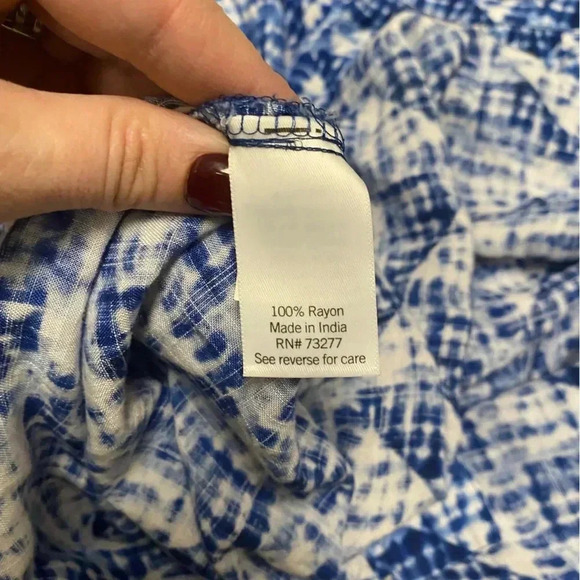 100% Rayon
Made in India
RN# 73277
See reverse for care